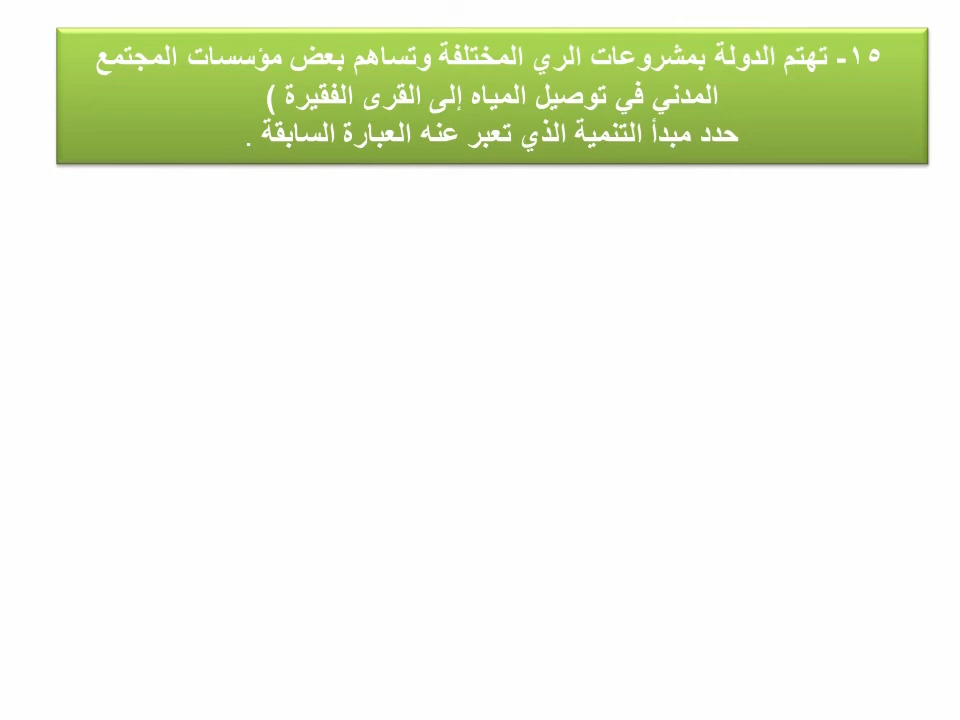 ١٥- تهتم الدولة بمشروعات الري المختلفة وتساهم بعض مؤسسات المجتمع
المدني في توصيل المياه إلى القرى الفقيرة )
حدد مبدأ التنمية الذي تعبر عنه العبارة السابقة .